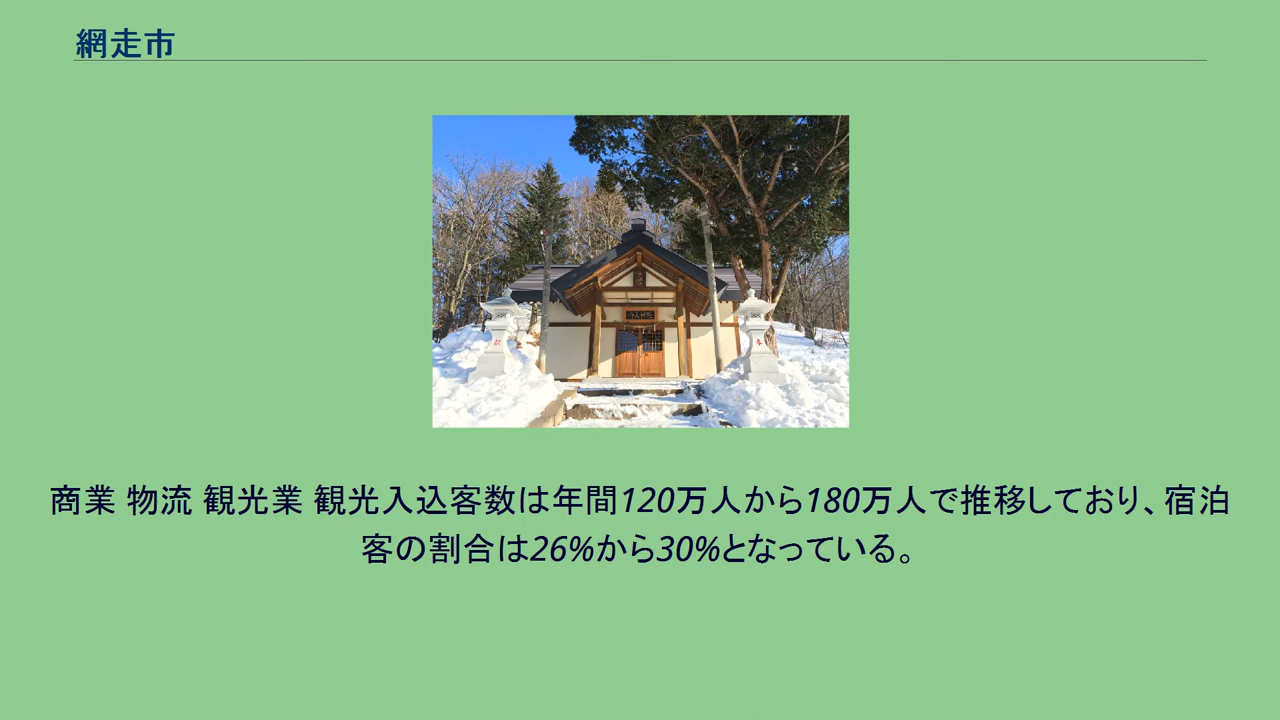 網走市
商業 物流 観光業 観光入込客数は年間120万人から180万人で推移しており、宿泊
客の割合は26%から30%となっている。